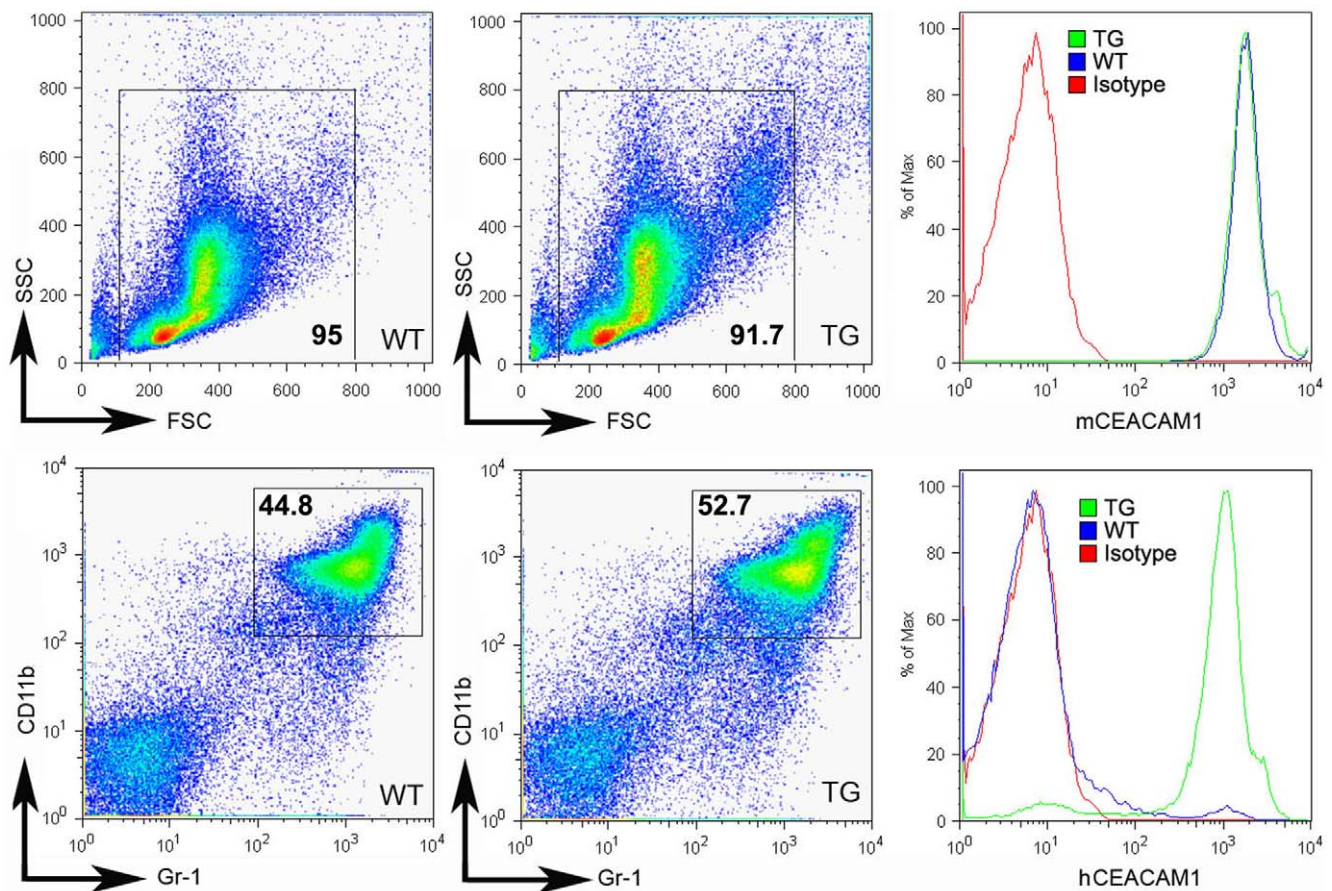 1000
800
600
400
200
0
SSC
95
WT
0 200 400 600 800 1000
FSC
1000
800
600
400
200
0
SSC
91.7
TG
0 200 400 600 800 1000
FSC
100
80
60
40
20
0
% of Max
TG
WT
Isotype
10^0 10^1 10^2 10^3 10^4
mCEACAM1
10^4
10^3
10^2
10^1
10^0
CD11b
44.8
WT
10^0 10^1 10^2 10^3 10^4
Gr-1
10^4
10^3
10^2
10^1
10^0
CD11b
52.7
TG
10^0 10^1 10^2 10^3 10^4
Gr-1
100
80
60
40
20
0
% of Max
TG
WT
Isotype
10^0 10^1 10^2 10^3 10^4
hCEACAM1